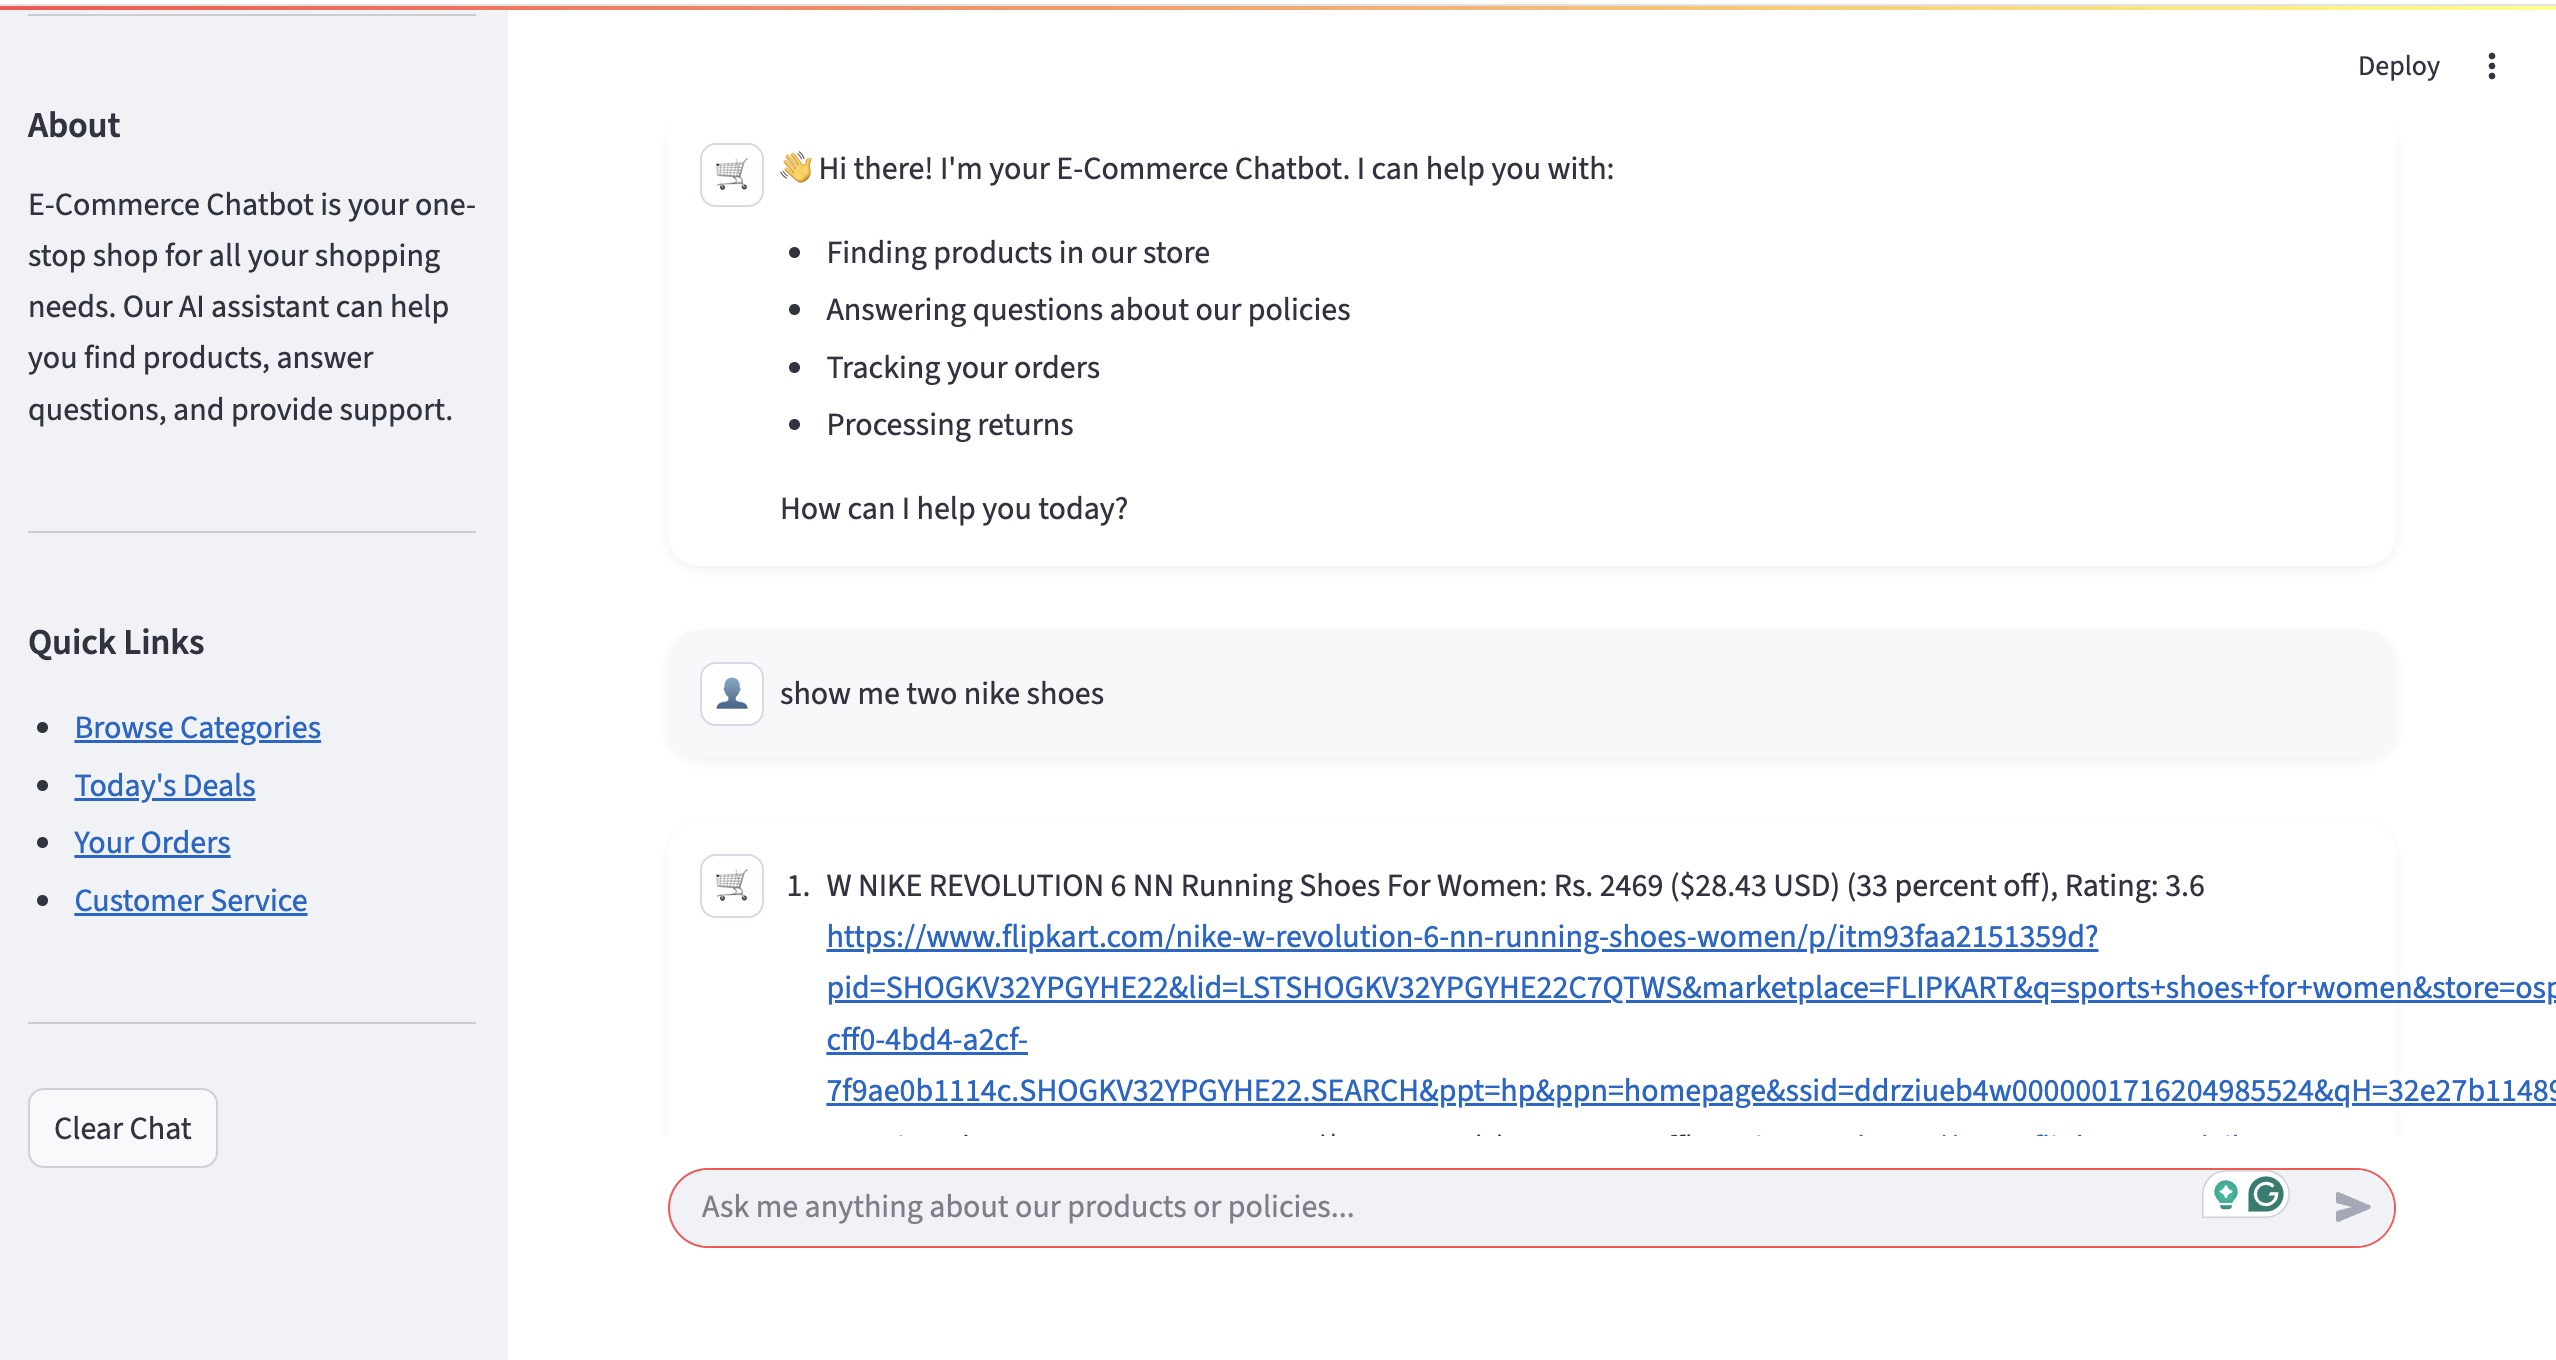 Deploy
About
E-Commerce Chatbot is your one-
stop shop for all your shopping
needs. Our AI assistant can help
you find products, answer
questions, and provide support.
Quick Links
Browse Categories
Today's Deals
Your Orders
Customer Service
Clear Chat
👋 Hi there! I'm your E-Commerce Chatbot. I can help you with:
Finding products in our store
Answering questions about our policies
Tracking your orders
Processing returns
How can I help you today?
show me two nike shoes
1. W NIKE REVOLUTION 6 NN Running Shoes For Women: Rs. 2469 ($28.43 USD) (33 percent off), Rating: 3.6
https://www.flipkart.com/nike-w-revolution-6-nn-running-shoes-women/p/itm93faa2151359d?
pid=SHOGKV32YPGYHE22&lid=LSTSHOGKV32YPGYHE22C7QTWS&marketplace=FLIPKART&q=sports+shoes+for+women&store=osp
cff0-4bd4-a2cf-
7f9ae0b1114c.SHOGKV32YPGYHE22.SEARCH&ppt=hp&ppn=homepage&ssid=ddrziueb4w0000001716204985524&qH=32e27b11489
Ask me anything about our products or policies...